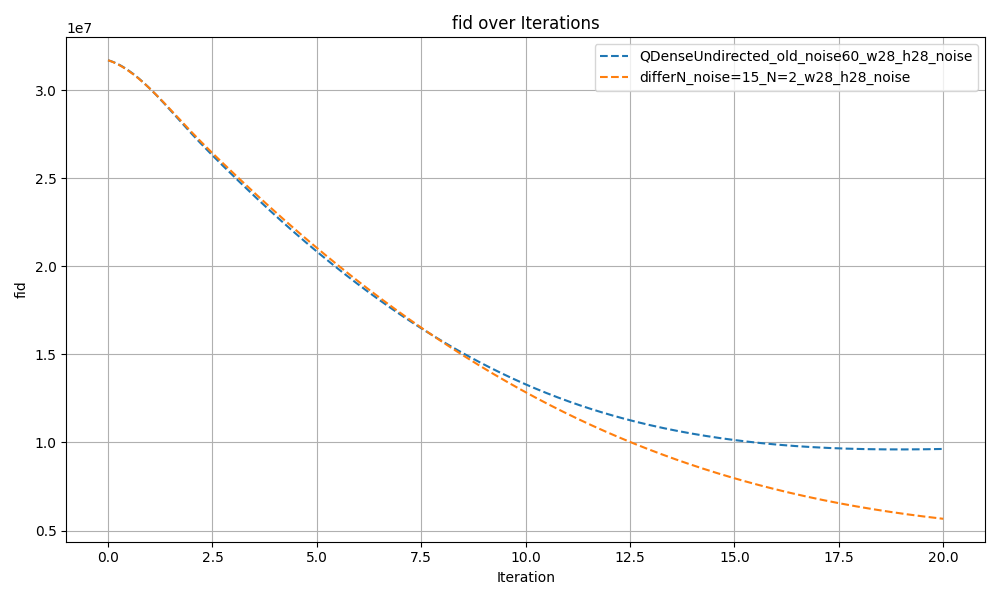 fid over Iterations
1e7
QDenseUndirected_old_noise60_w28_h28_noise
differN_noise=15_N=2_w28_h28_noise
3.0
2.5
2.0
1.5
1.0
0.5
fid
0.0 2.5 5.0 7.5 10.0 12.5 15.0 17.5 20.0
Iteration